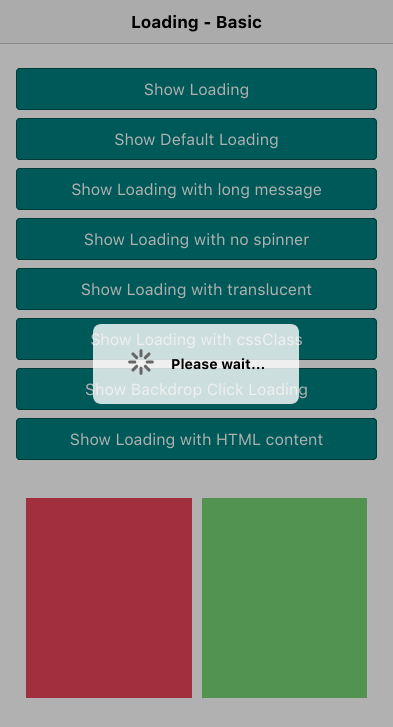 Loading - Basic
Show Loading
Show Default Loading
Show Loading with long message
Show Loading with no spinner
Show Loading with translucent
Show Loading with cssClass
Please wait...
Show Backdrop Click Loading
Show Loading with HTML content